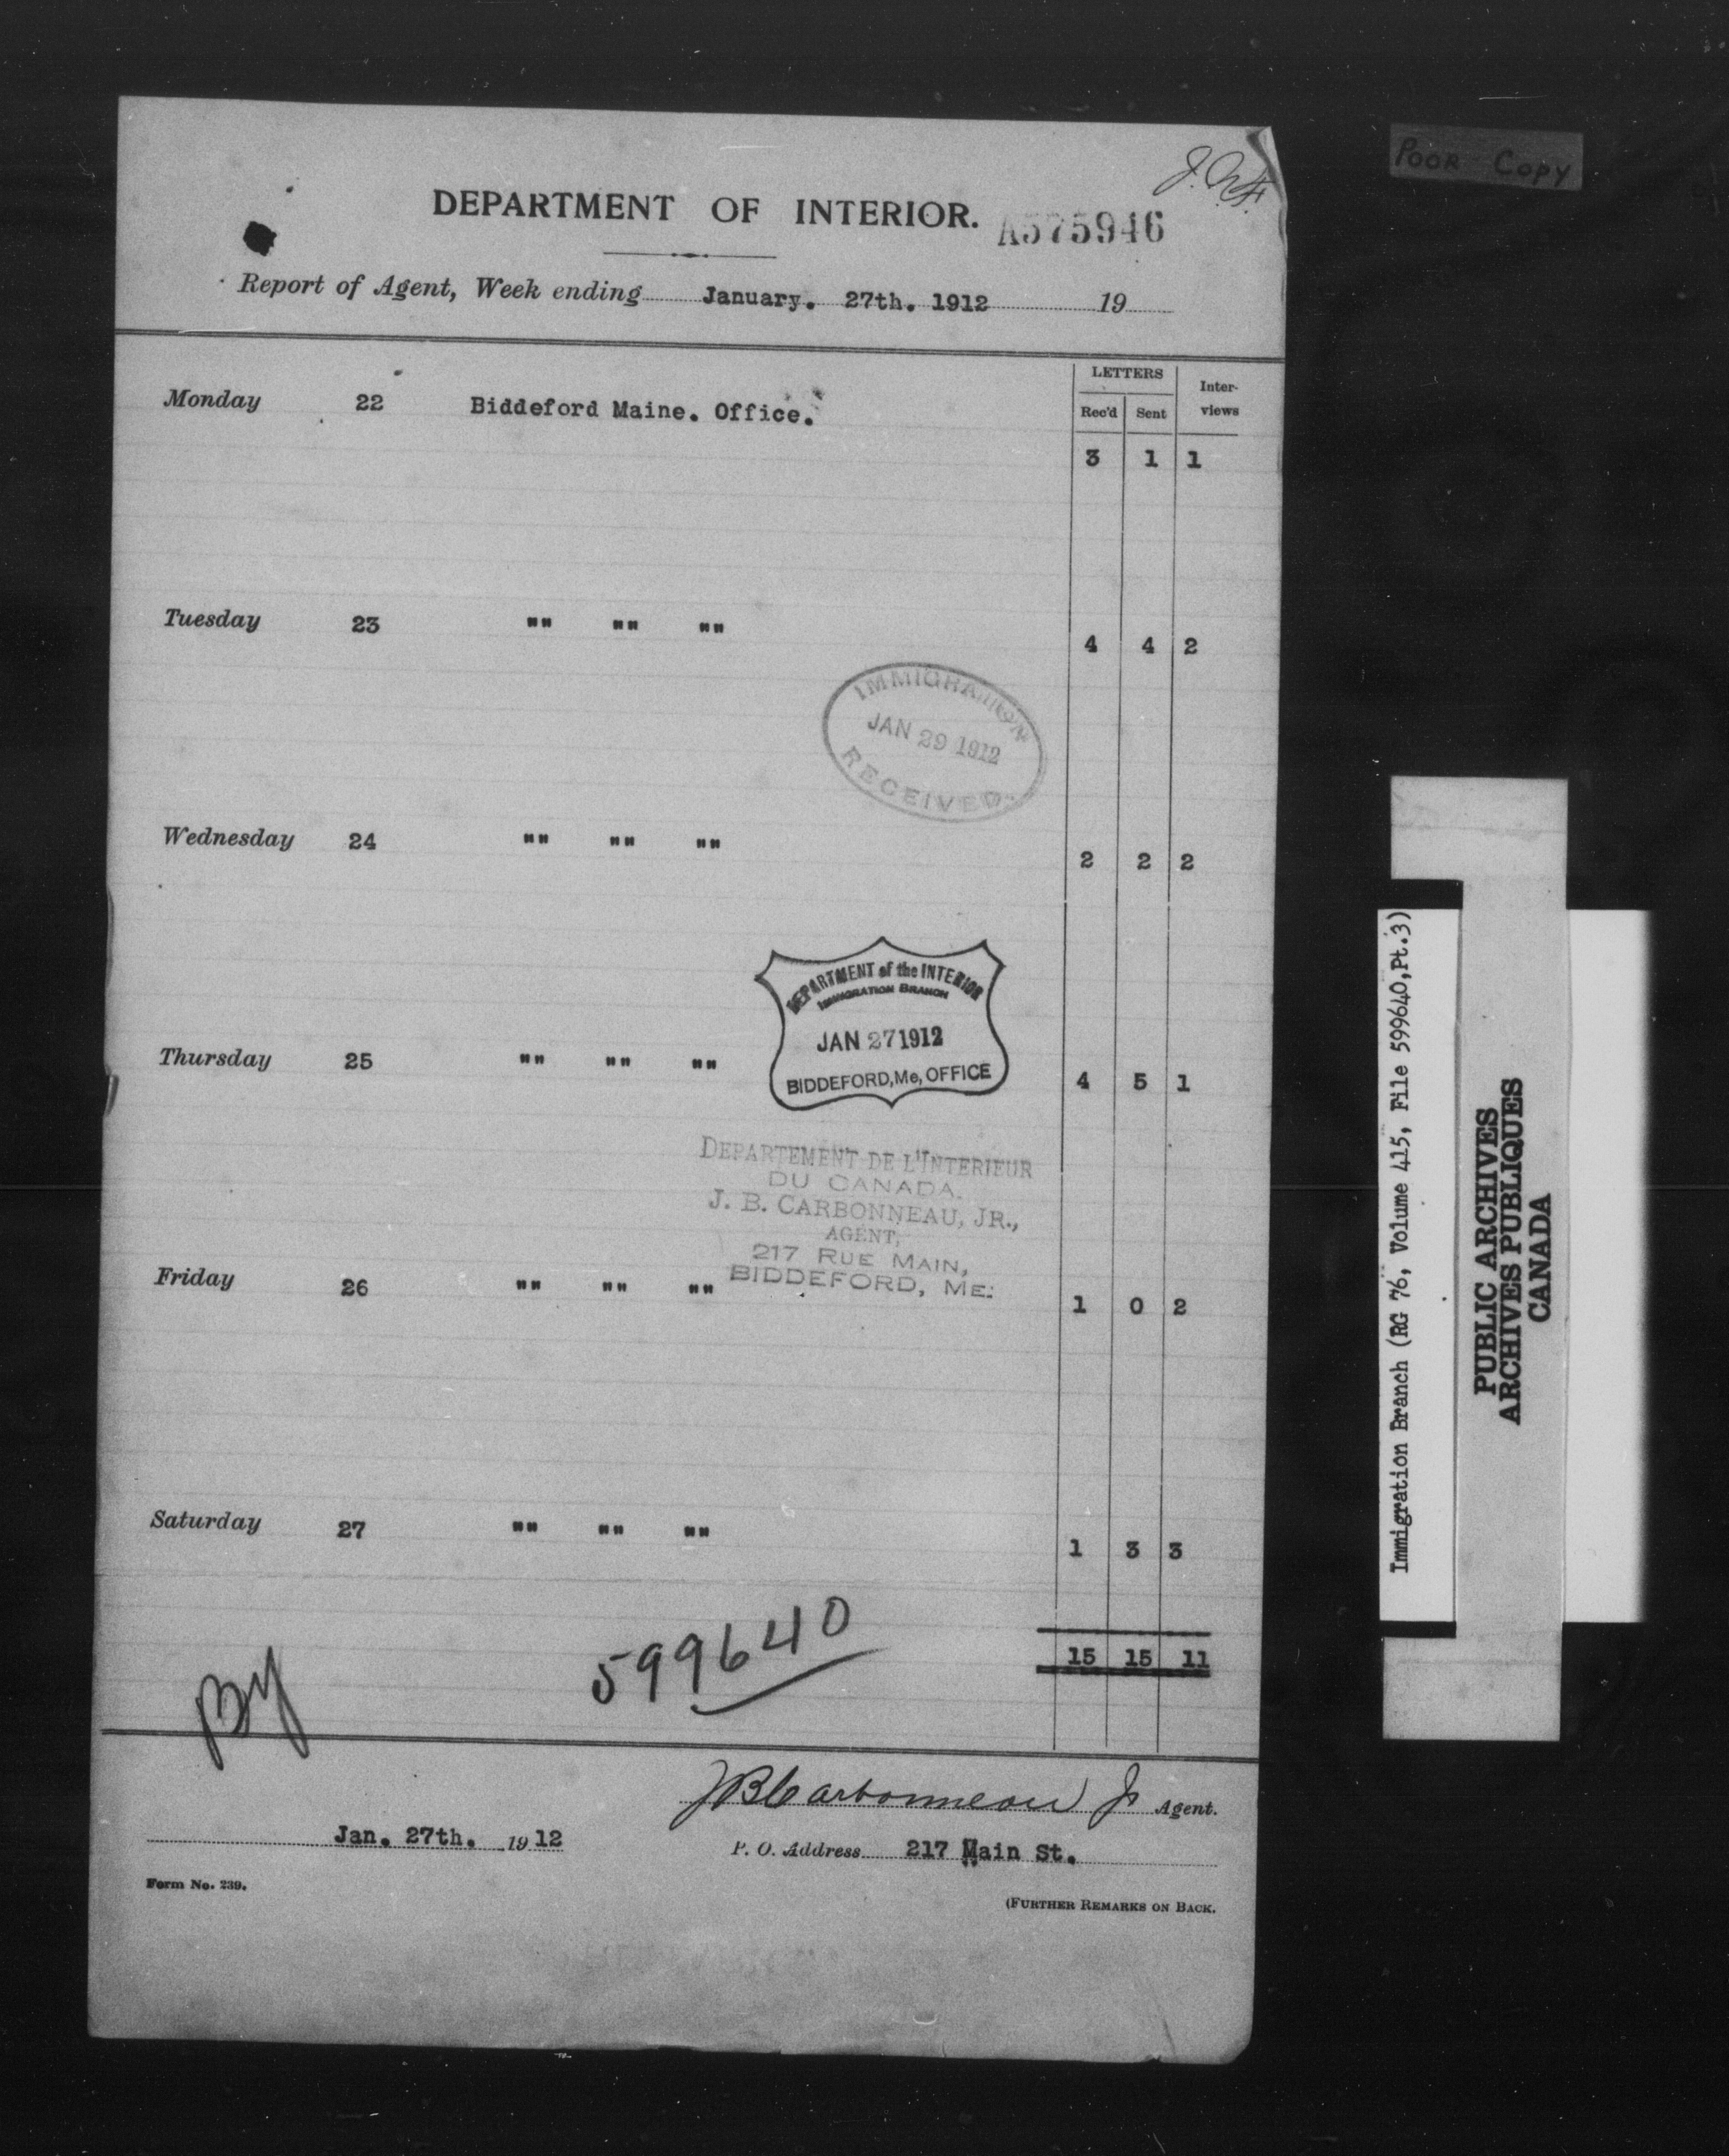 POOR COPY
DEPARTMENT OF INTERIOR.
A575946
Report of Agent, Week ending January. 27th. 1912 19
LETTERS
Rec'd Sent Inter-views
Monday 22 Biddeford Maine. Office.
3 1 1
Tuesday 23 "" "" ""
4 4 2
IMMIGRATION
JAN 29 1912
RECEIVED
Wednesday 24 "" "" ""
2 2 2
DEPARTMENT of the INTERIOR
IMMIGRATION BRANCH
JAN 27 1912
BIDDEFORD, Me, OFFICE
Thursday 25 "" "" ""
4 5 1
DEPARTEMENT DE L'INTERIEUR
DU CANADA.
J. B. CARBONNEAU, JR.,
AGENT,
217 RUE MAIN,
BIDDEFORD, ME.
Friday 26 "" "" ""
1 0 2
Saturday 27 "" "" ""
1 3 3
599640
15 15 11
JBCarbonneau Jr Agent.
Jan. 27th. 1912
P. O. Address 217 Main St.
Form No. 239.
(FURTHER REMARKS ON BACK.
Immigration Branch (RG 76, Volume 415, File 599640, Pt.3)
PUBLIC ARCHIVES
ARCHIVES PUBLIQUES
CANADA